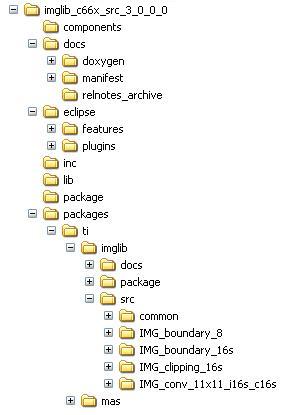 imglib_c66x_src_3_0_0_0
components
docs
doxygen
manifest
relnotes_archive
eclipse
features
plugins
inc
lib
package
packages
ti
imglib
docs
package
src
common
IMG_boundary_8
IMG_boundary_16s
IMG_clipping_16s
IMG_conv_11x11_i16s_c16s
mas